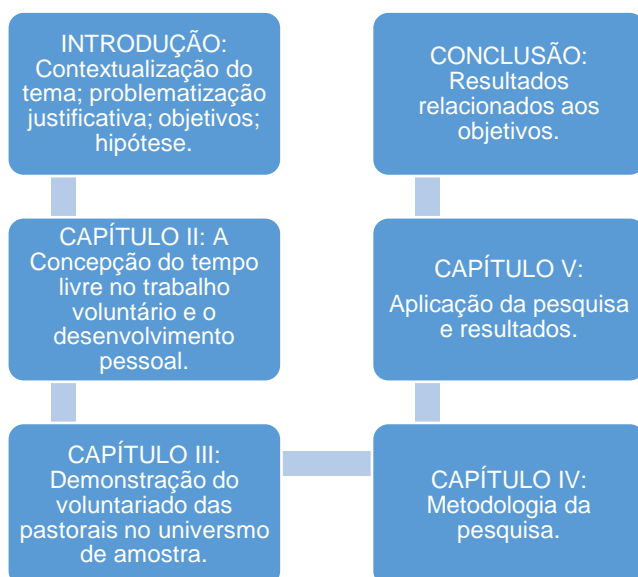 INTRODUÇÃO:
Contextualização do
tema; problematização
justificativa; objetivos;
hipótese.
CAPÍTULO II: A
Concepção do tempo
livre no trabalho
voluntário e o
desenvolvimento
pessoal.
CAPÍTULO III:
Demonstração do
voluntariado das
pastorais no universmo
de amostra.
CAPÍTULO IV:
Metodologia da
pesquisa.
CAPÍTULO V:
Aplicação da pesquisa
e resultados.
CONCLUSÃO:
Resultados
relacionados aos
objetivos.